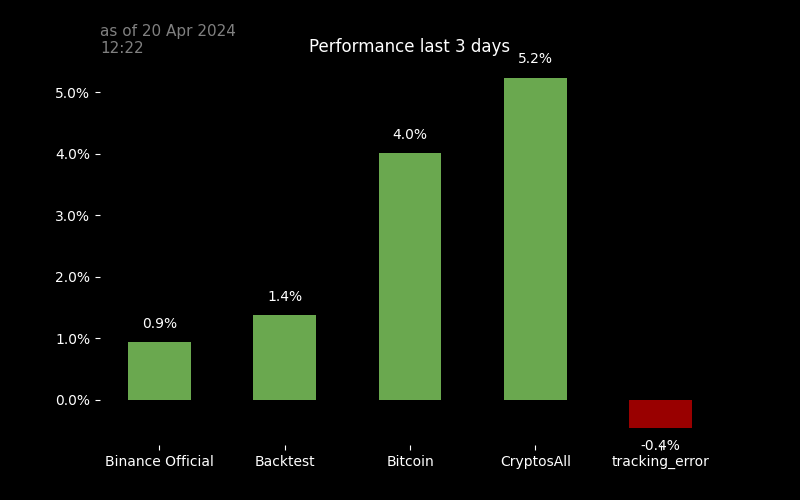 as of 20 Apr 2024
12:22
Performance last 3 days
5.2%
5.0%
4.0%
4.0%
3.0%
2.0%
1.4%
0.9%
1.0%
0.0%
-0.4%
Binance Official
Backtest
Bitcoin
CryptosAll
tracking_error